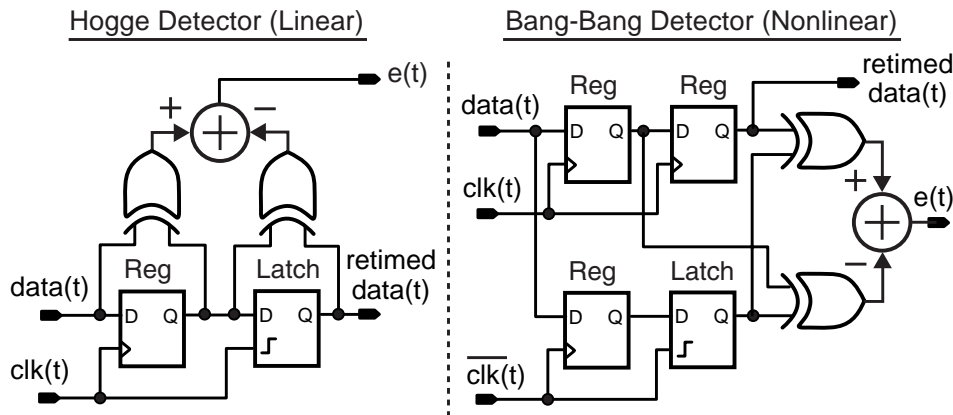 Hogge Detector (Linear)
e(t)
+
−
+
Reg
Latch
retimed
data(t)
data(t)
D
Q
D
Q
clk(t)
Bang-Bang Detector (Nonlinear)
retimed
data(t)
Reg
Reg
data(t)
D
Q
D
Q
clk(t)
+
e(t)
+
−
Reg
Latch
D
Q
D
Q
clk(t)